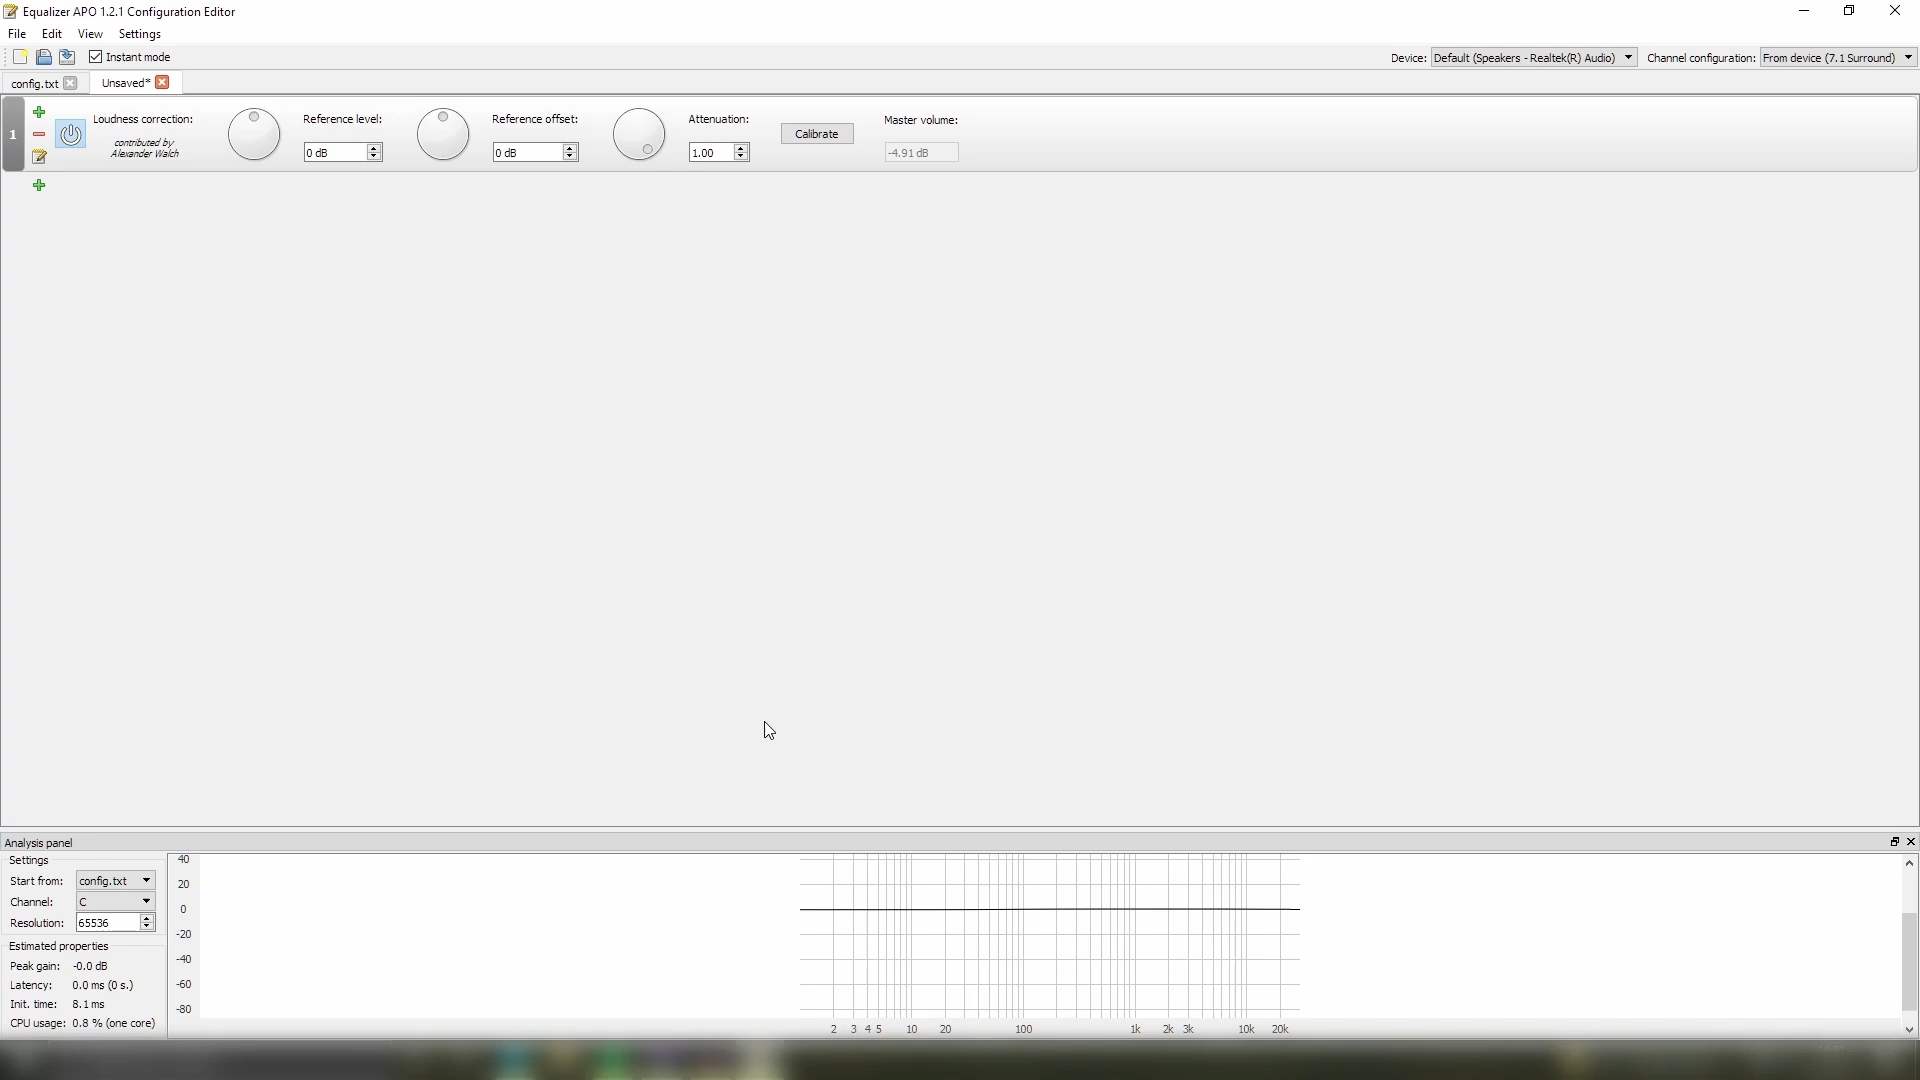 Equalizer APO 1.2.1 Configuration Editor
File Edit View Settings
Instant mode
Device: Default (Speakers - Realtek(R) Audio) Channel configuration: From device (7.1 Surround)
config.txt Unsaved*
1
Loudness correction:
contributed by
Alexander Walch
Reference level:
0 dB
Reference offset:
0 dB
Attenuation:
1.00
Calibrate
Master volume:
-4.91 dB
Analysis panel
Settings
Start from: config.txt
Channel: C
Resolution: 65536
Estimated properties
Peak gain: -0.0 dB
Latency: 0.0 ms (0 s.)
Init. time: 8.1 ms
CPU usage: 0.8 % (one core)
40
20
0
-20
-40
-60
-80
2 3 4 5 10 20 100 1k 2k 3k 10k 20k